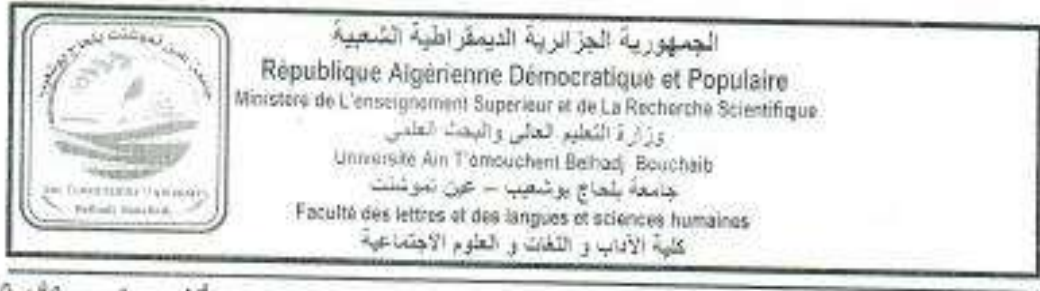 الجمهورية الجزائرية الديمقراطية الشعبية
République Algérienne Démocratique et Populaire
Ministère de L'enseignement Superieur et de La Recherche Scientifique
وزارة التعليم العالي والبحث العلمي
Université Ain T'émouchent Belhadj Bouchaib
جامعة بلحاج بوشعيب – عين تموشنت
Faculté des lettres et des langues et sciences humaines
كلية الآداب و اللغات و العلوم الاجتماعية